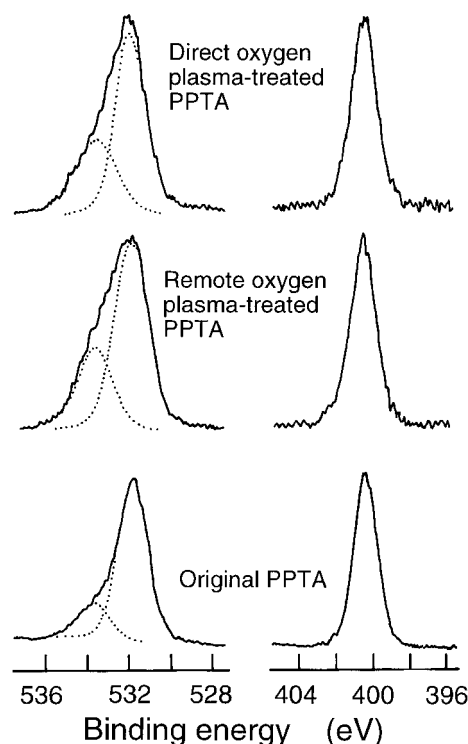 Direct oxygen
plasma-treated
PPTA
Remote oxygen
plasma-treated
PPTA
Original PPTA
536 532 528 404 400 396
Binding energy (eV)